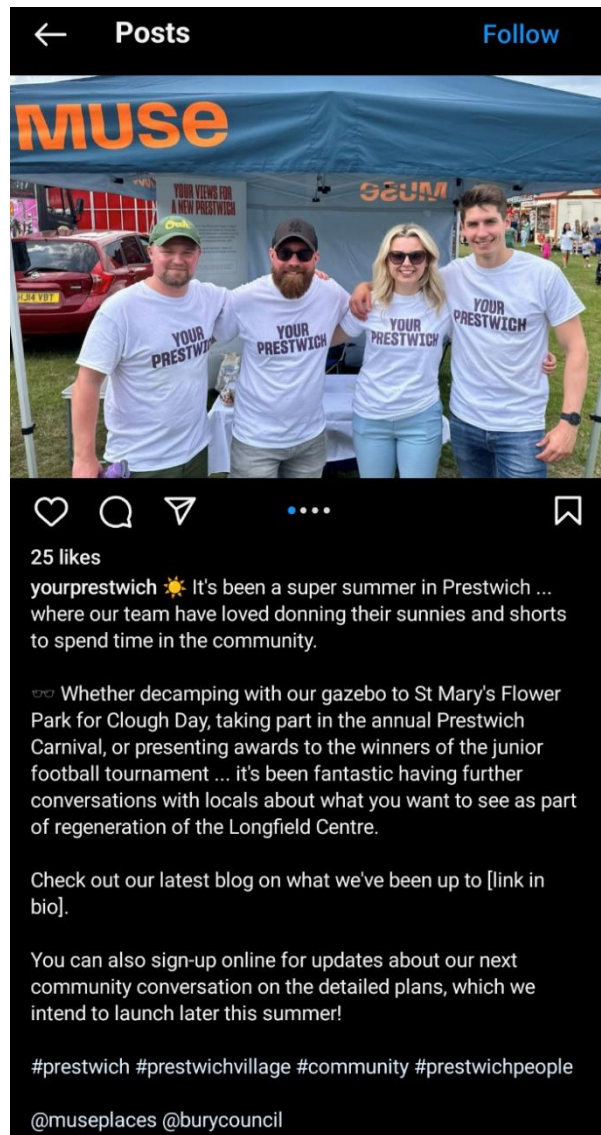 Posts
Follow
MUSE
YOUR VIEWS FOR
A NEW PRESTWICH
MUSE
YOUR
PRESTWICH
YOUR
PRESTWICH
YOUR
PRESTWICH
YOUR
PRESTWICH
25 likes
yourprestwich ☀️ It's been a super summer in Prestwich ...
where our team have loved donning their sunnies and shorts
to spend time in the community.
🕶️ Whether decamping with our gazebo to St Mary's Flower
Park for Clough Day, taking part in the annual Prestwich
Carnival, or presenting awards to the winners of the junior
football tournament ... it's been fantastic having further
conversations with locals about what you want to see as part
of regeneration of the Longfield Centre.
Check out our latest blog on what we've been up to [link in
bio].
You can also sign-up online for updates about our next
community conversation on the detailed plans, which we
intend to launch later this summer!
#prestwich #prestwichvillage #community #prestwichpeople
@museplaces @burycouncil